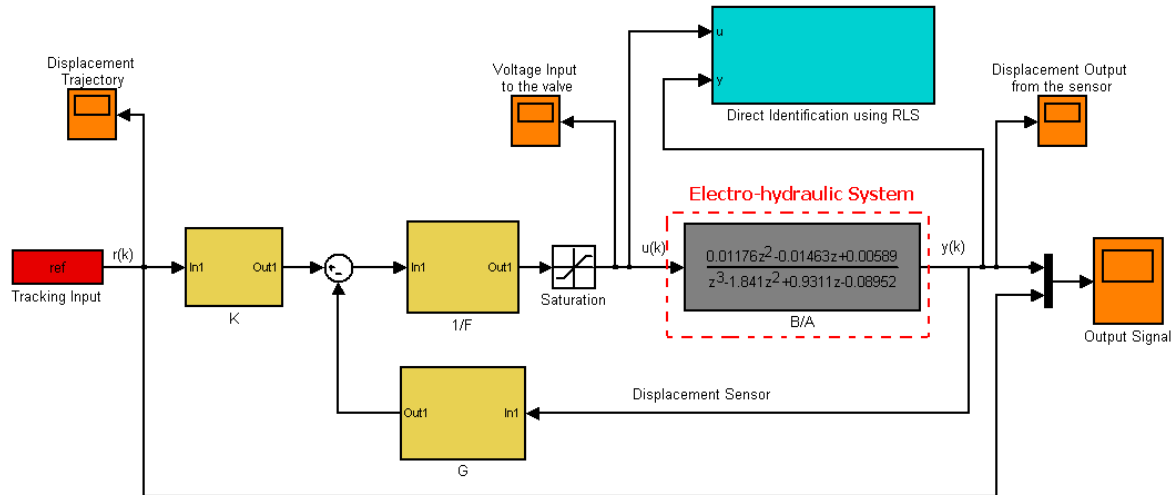 Displacement
Trajectory
Voltage Input
to the valve
u
y
Direct Identification using RLS
Displacement Output
from the sensor
Electro-hydraulic System
ref
Tracking Input
r(k)
In1
Out1
K
+
-
In1
Out1
1/F
Saturation
u(k)
0.01176z²-0.01463z+0.00589
z³-1.841z²+0.9311z-0.08952
B/A
y(k)
Output Signal
Out1
In1
G
Displacement Sensor